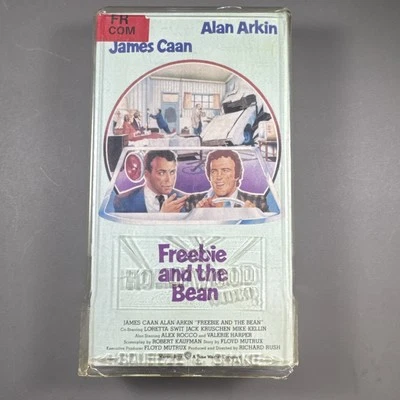 FR
COM
Alan Arkin
James Caan
Freebie
and the
Bean
HOLLYWOOD
VIDEO
JAMES CAAN ALAN ARKIN "FREEBIE AND THE BEAN"
Co-Starring LORETTA SWIT JACK KRUSCHEN MIKE KELLIN
Also Starring ALEX ROCCO and VALERIE HARPER
Screenplay by ROBERT KAUFMAN Story by FLOYD MUTRUX
Executive Producer FLOYD MUTRUX Produced and Directed by RICHARD RUSH